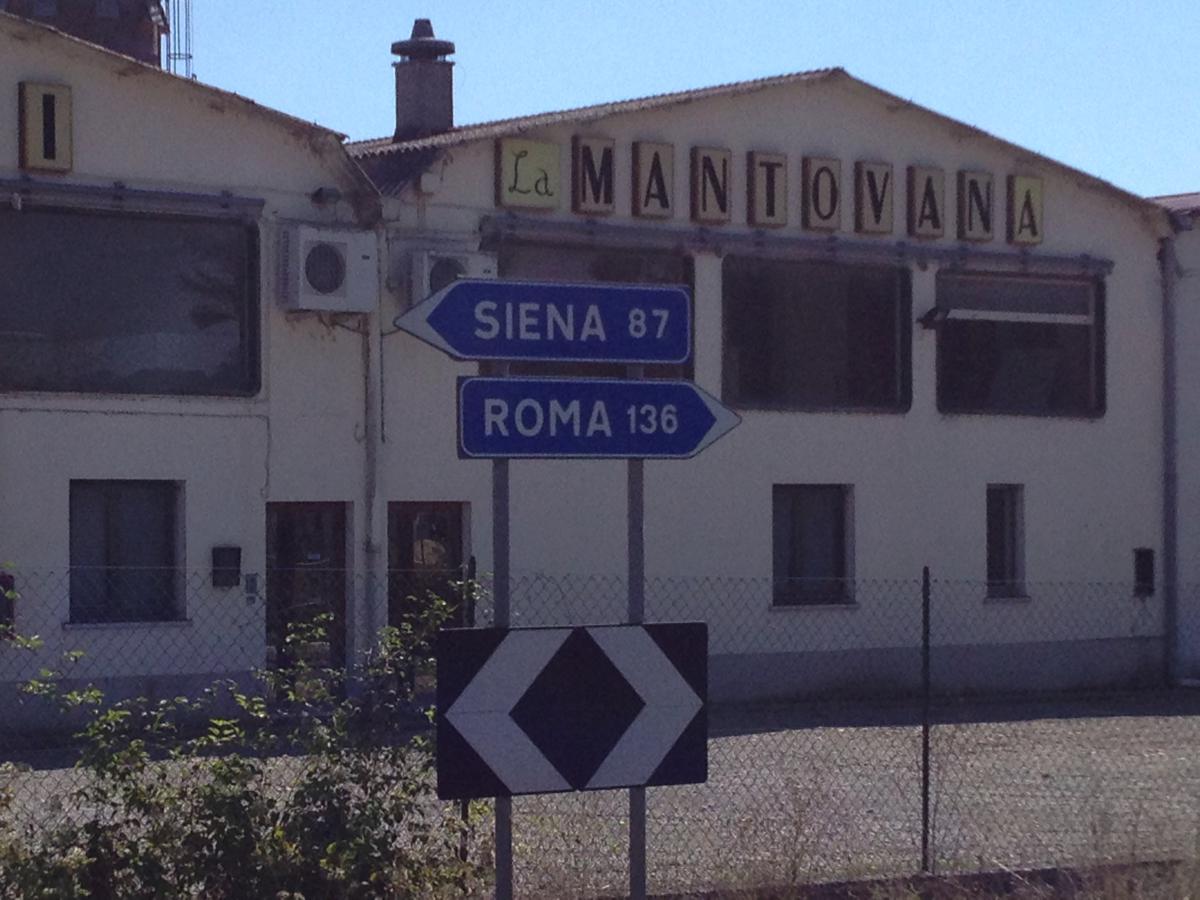 I
La MANTOVANA
SIENA 87
ROMA 136